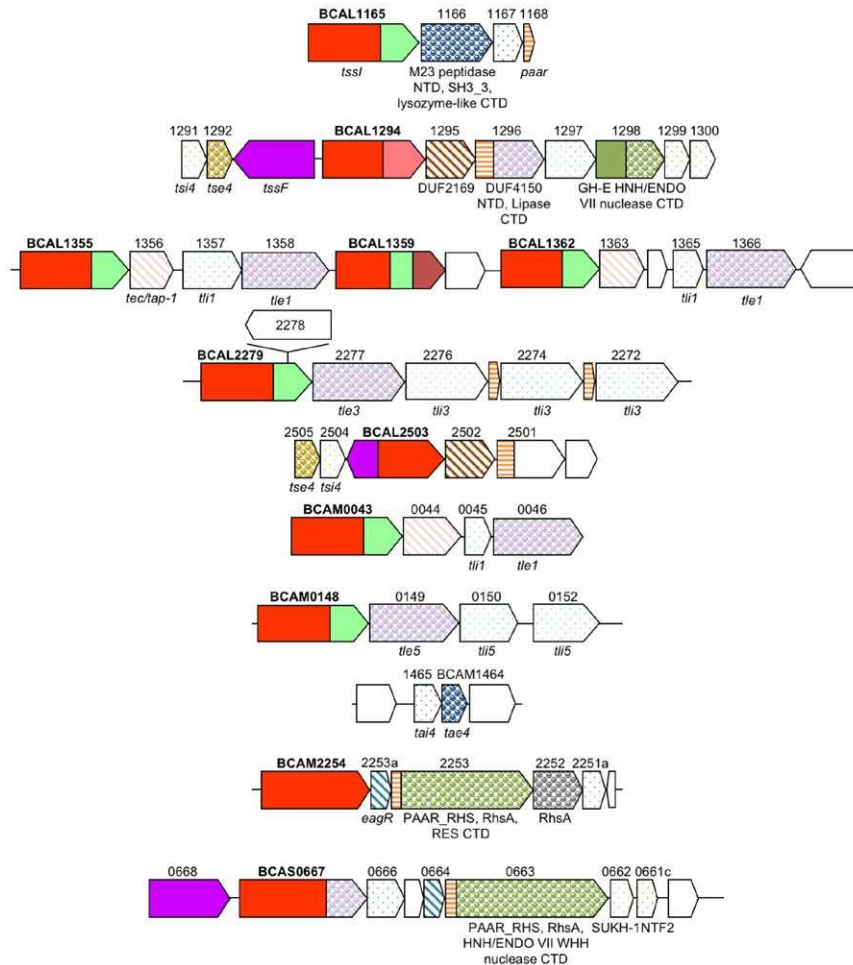 BCAL1165 1166 1167 1168
tssI M23 peptidase paar
NTD, SH3_3,
lysozyme-like CTD
1291 1292 BCAL1294 1295 1296 1297 1298 1299 1300
tsi4 tse4 tssF DUF2169 DUF4150 GH-E HNH/ENDO
NTD, Lipase VII nuclease CTD
CTD
BCAL1355 1356 1357 1358 BCAL1359 BCAL1362 1363 1365 1366
tec/tap-1 tli1 tle1 tli1 tle1
2278
BCAL2279 2277 2276 2274 2272
tle3 tli3 tli3 tli3
2505 2504 BCAL2503 2502 2501
tse4 tsi4
BCAM0043 0044 0045 0046
tli1 tle1
BCAM0148 0149 0150 0152
tle5 tli5 tli5
1465 BCAM1464
tai4 tae4
BCAM2254 2253a 2253 2252 2251a
eagR PAAR_RHS, RhsA, RhsA
RES CTD
0668 BCAS0667 0666 0664 0663 0662 0661c
PAAR_RHS, RhsA, SUKH-1NTF2
HNH/ENDO VII WHH
nuclease CTD